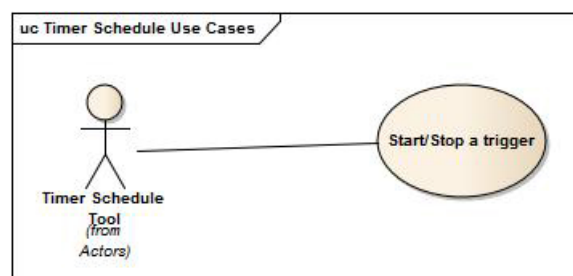 uc Timer Schedule Use Cases
Start/Stop a trigger
Timer Schedule
Tool
(from
Actors)